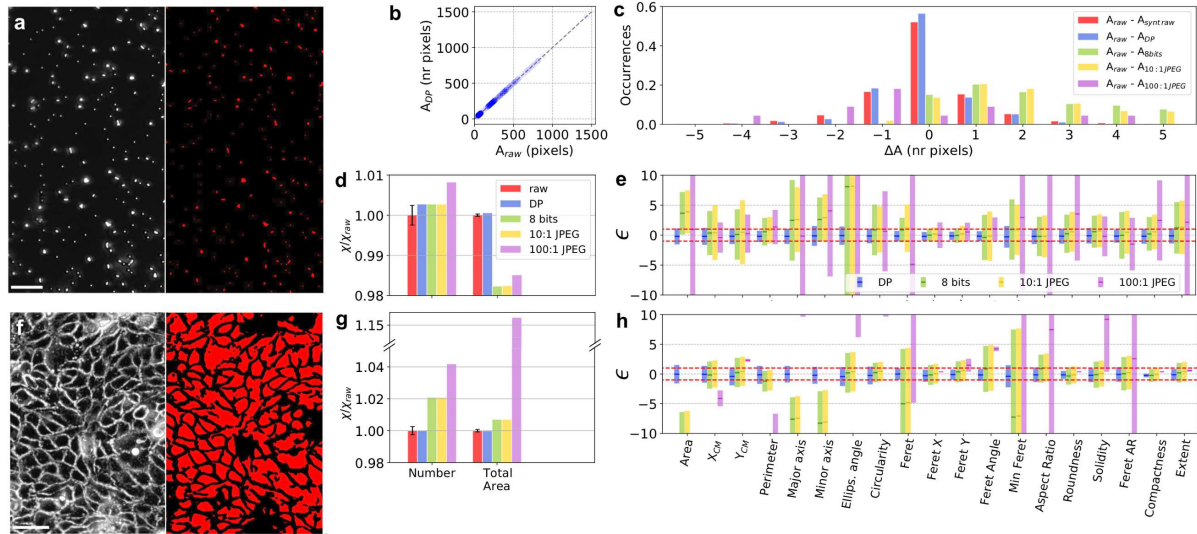 a
b
1500
1000
500
0
A_DP (nr pixels)
0 500 1000 1500
A_raw (pixels)
c
0.6
0.4
0.2
0.0
Occurrences
A_raw - A_syntraw
A_raw - A_DP
A_raw - A_8bits
A_raw - A_10:1JPEG
A_raw - A_100:1JPEG
−5 −4 −3 −2 −1 0 1 2 3 4 5
ΔA (nr pixels)
d
1.01
1.00
0.99
0.98
χ/χ_raw
raw
DP
8 bits
10:1 JPEG
100:1 JPEG
e
10
5
0
−5
−10
ϵ
DP 8 bits 10:1 JPEG 100:1 JPEG
f
g
1.15
1.04
1.02
1.00
0.98
χ/χ_raw
Number Total
Area
h
10
5
0
−5
−10
ϵ
Area
X_CM
Y_CM
Perimeter
Major axis
Minor axis
Ellips. angle
Circularity
Feret
Feret X
Feret Y
Feret Angle
Min Feret
Aspect Ratio
Roundness
Solidity
Feret AR
Compactness
Extent